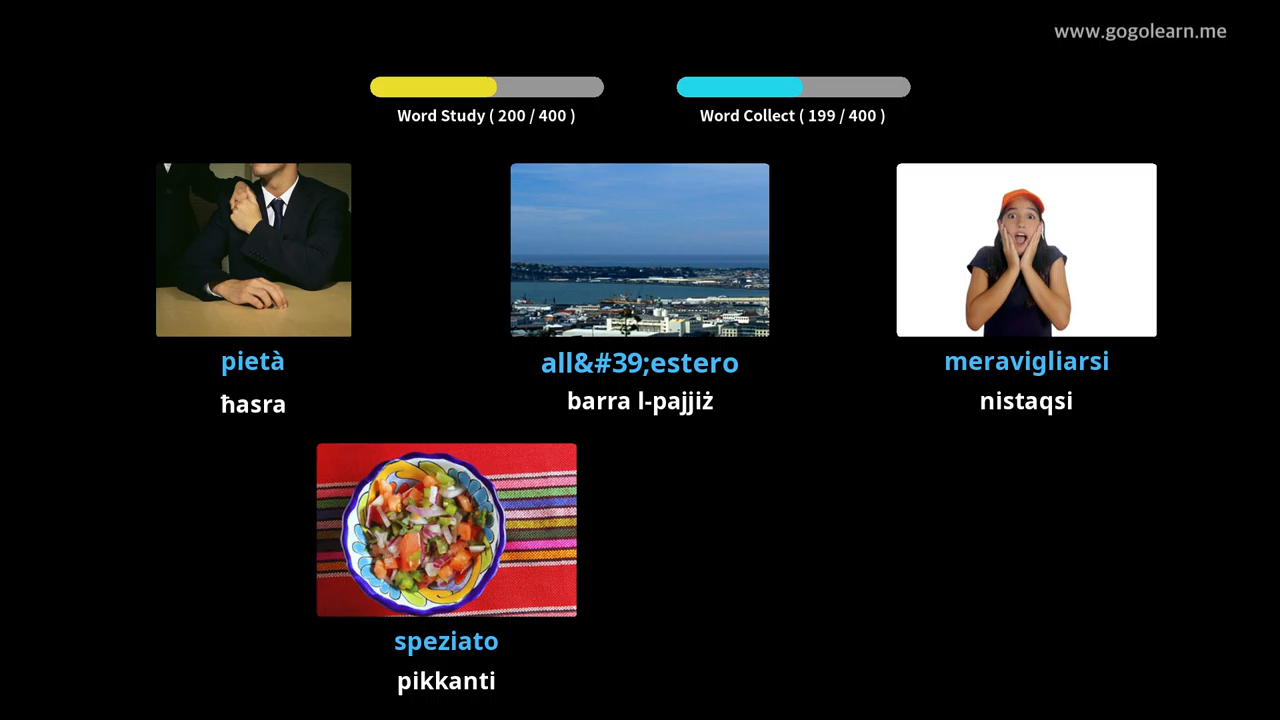 www.gogolearn.me
Word Study ( 200 / 400 )
Word Collect ( 199 / 400 )
pietà
all&#39;estero
meravigliarsi
ħasra
barra l-pajjiż
nistaqsi
speziato
pikkanti